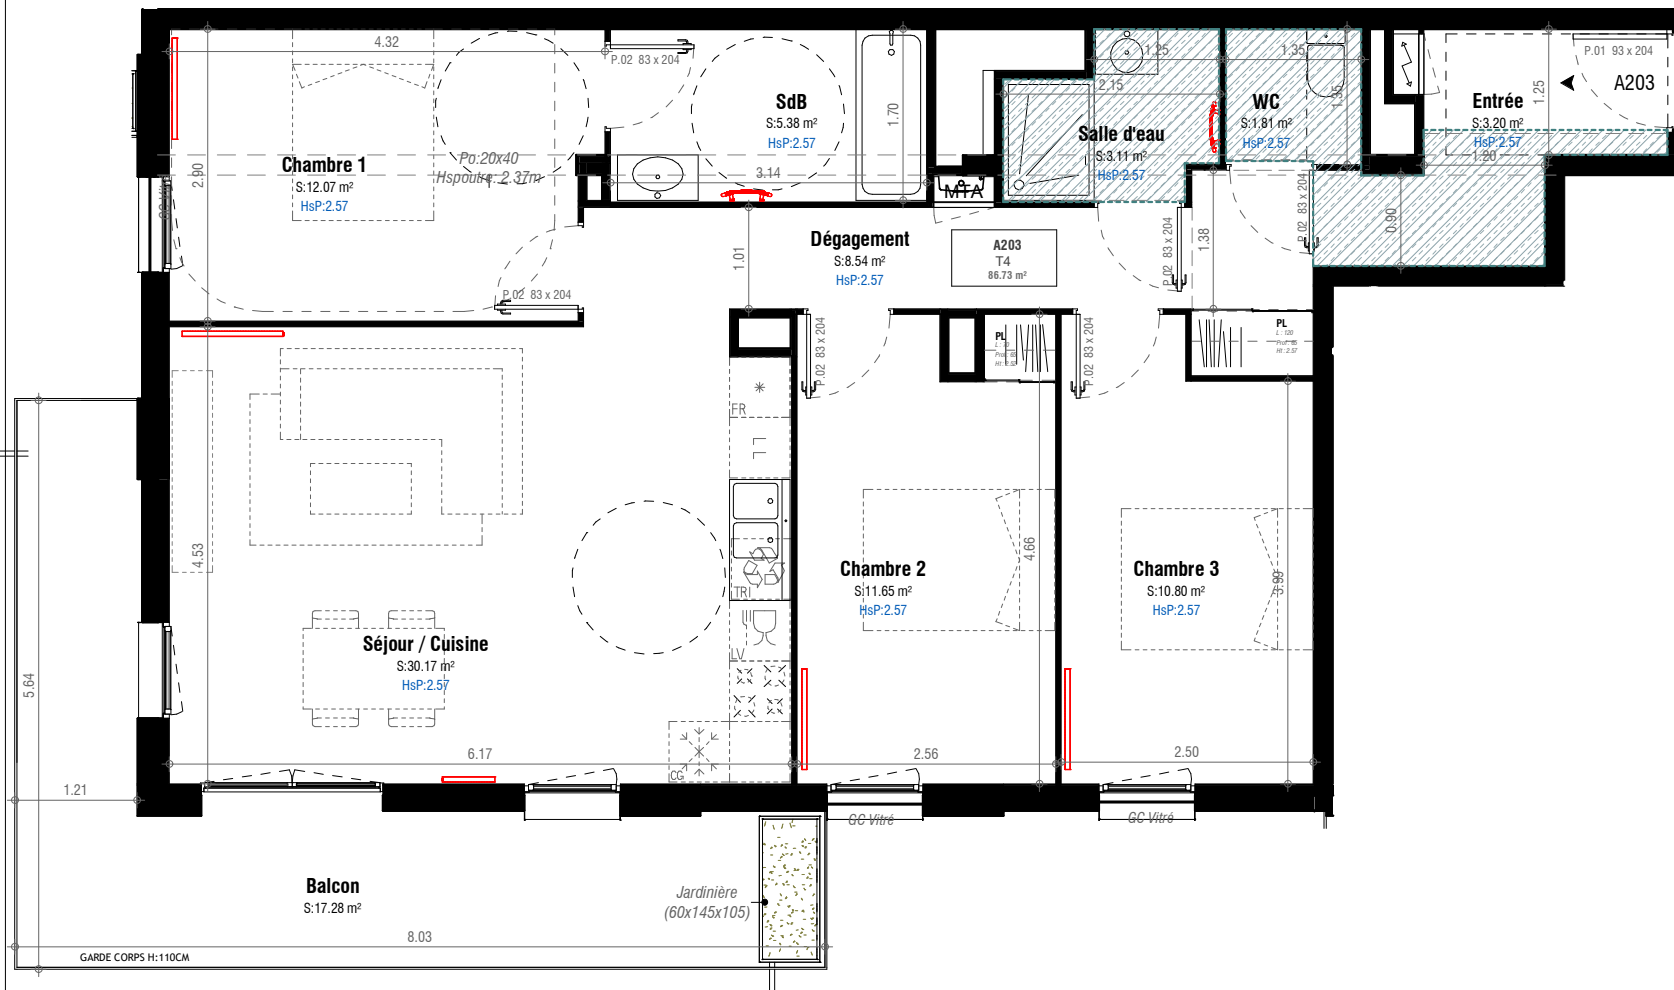 4.32
P.02 83 x 204
SdB
S:5.38 m²
HsP:2.57
1.70
3.14
1.25
2.15
Salle d'eau
S:3.11 m²
HsP:2.57
1.35
1.35
WC
S:1.81 m²
HsP:2.57
Entrée
S:3.20 m²
HsP:2.57
1.20
1.25
P.01 93 x 204
A203
Chambre 1
S:12.07 m²
HsP:2.57
2.90
Po:20x40
Hspoutre: 2.37m
MTA
Dégagement
S:8.54 m²
HsP:2.57
1.01
A203
T4
86.73 m²
P.02 83 x 204
1.38
P.02 83 x 204
0.90
P.02 83 x 204
P.02 83 x 204
PL
P.02 83 x 204
PL
L : 120
Prof : 65
Ht : 2.57
FR
LL
TRI
LV
CG
4.53
Séjour / Cuisine
S:30.17 m²
HsP:2.57
6.17
Chambre 2
S:11.65 m²
HsP:2.57
4.66
2.56
Chambre 3
S:10.80 m²
HsP:2.57
3.99
2.50
GC Vitré
GC Vitré
5.64
1.21
Balcon
S:17.28 m²
Jardinière
(60x145x105)
8.03
GARDE CORPS H:110CM